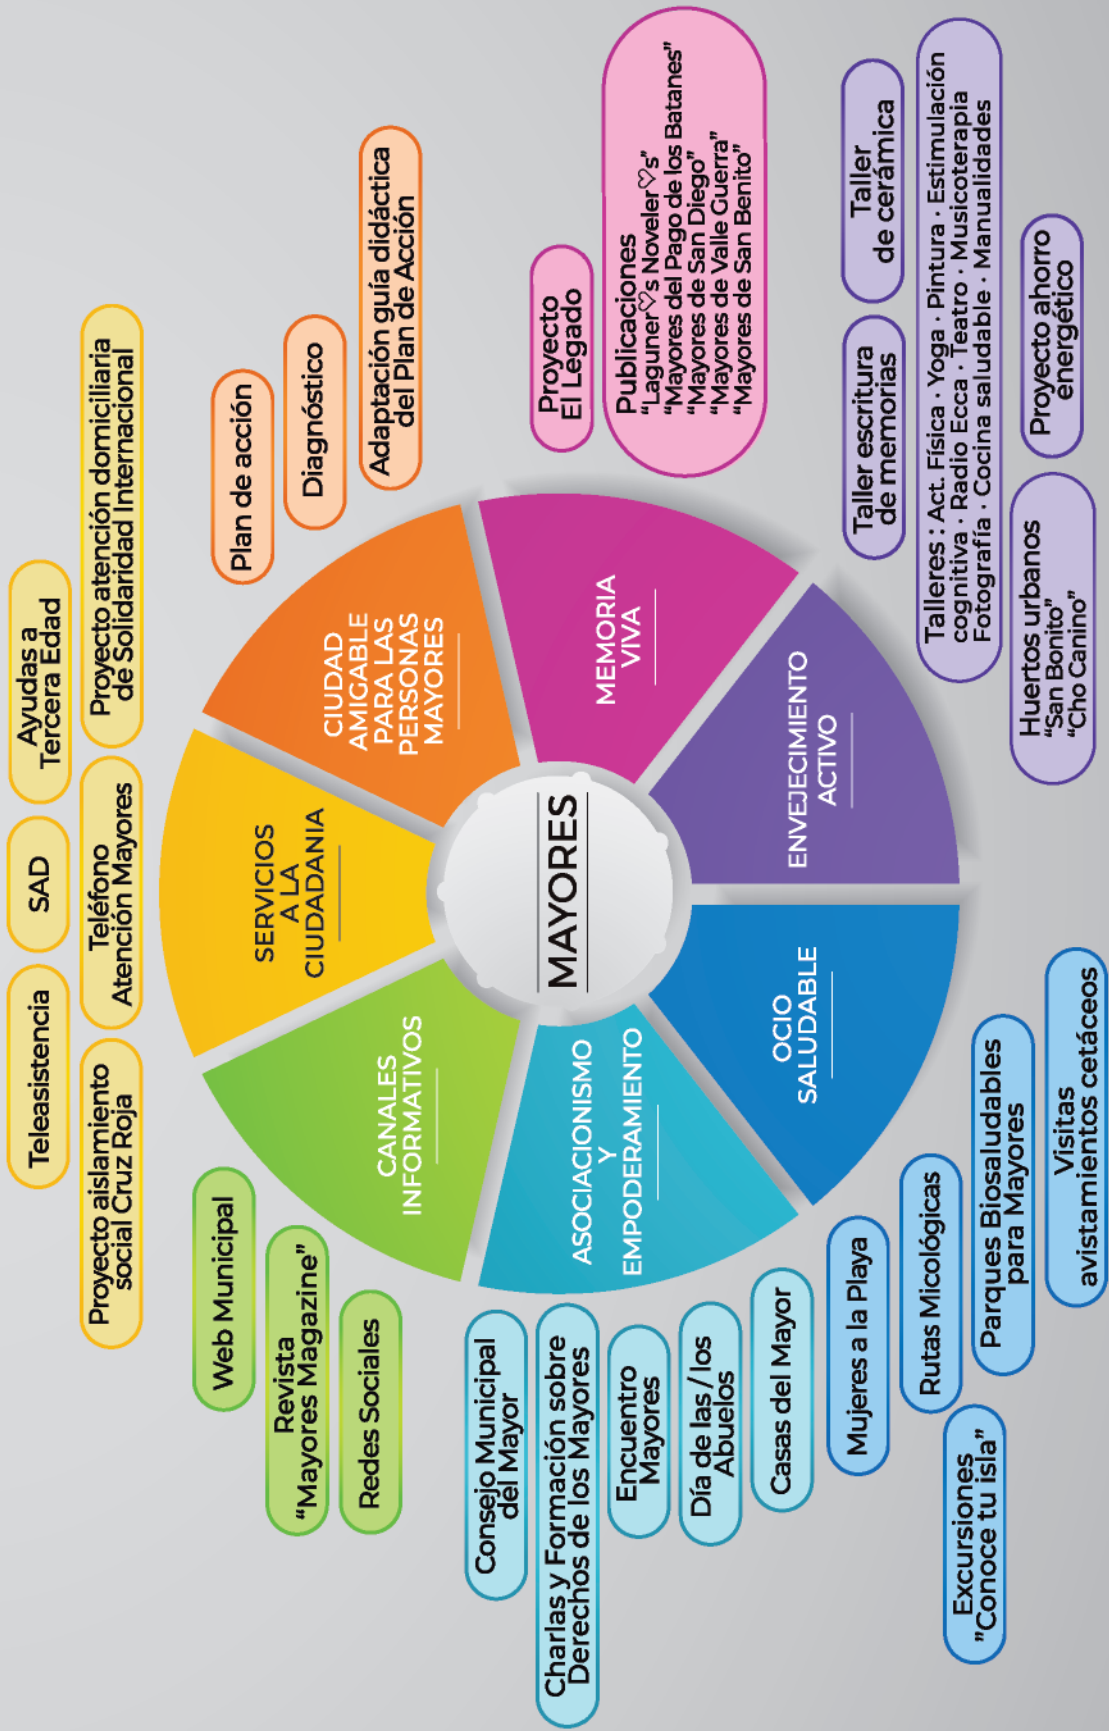 Teleasistencia
SAD
Ayudas a
Tercera Edad
Proyecto aislamiento
social Cruz Roja
Teléfono
Atención Mayores
Proyecto atención domiciliaria
de Solidaridad Internacional
SERVICIOS
A LA
CIUDADANIA
Plan de acción
Diagnóstico
Adaptación guía didáctica
del Plan de Acción
CIUDAD
AMIGABLE
PARA LAS
PERSONAS
MAYORES
Proyecto
El Legado
Publicaciones
“Laguner♡s Noveler♡s”
“Mayores del Pago de los Batanes”
“Mayores de San Diego”
“Mayores de Valle Guerra”
“Mayores de San Benito”
MEMORIA
VIVA
Taller escritura
de memorias
Taller
de cerámica
Talleres : Act. Física · Yoga · Pintura · Estimulación
cognitiva · Radio Ecca · Teatro · Musicoterapia
Fotografía · Cocina saludable · Manualidades
Huertos urbanos
“San Bonito”
“Cho Canino”
Proyecto ahorro
energético
ENVEJECIMIENTO
ACTIVO
OCIO
SALUDABLE
Mujeres a la Playa
Rutas Micológicas
Excursiones
”Conoce tu isla”
Parques Biosaludables
para Mayores
Visitas
avistamientos cetáceos
ASOCIACIONISMO
Y
EMPODERAMIENTO
Consejo Municipal
del Mayor
Charlas y Formación sobre
Derechos de los Mayores
Encuentro
Mayores
Día de las / los
Abuelos
Casas del Mayor
CANALES
INFORMATIVOS
Web Municipal
Revista
“Mayores Magazine”
Redes Sociales
MAYORES